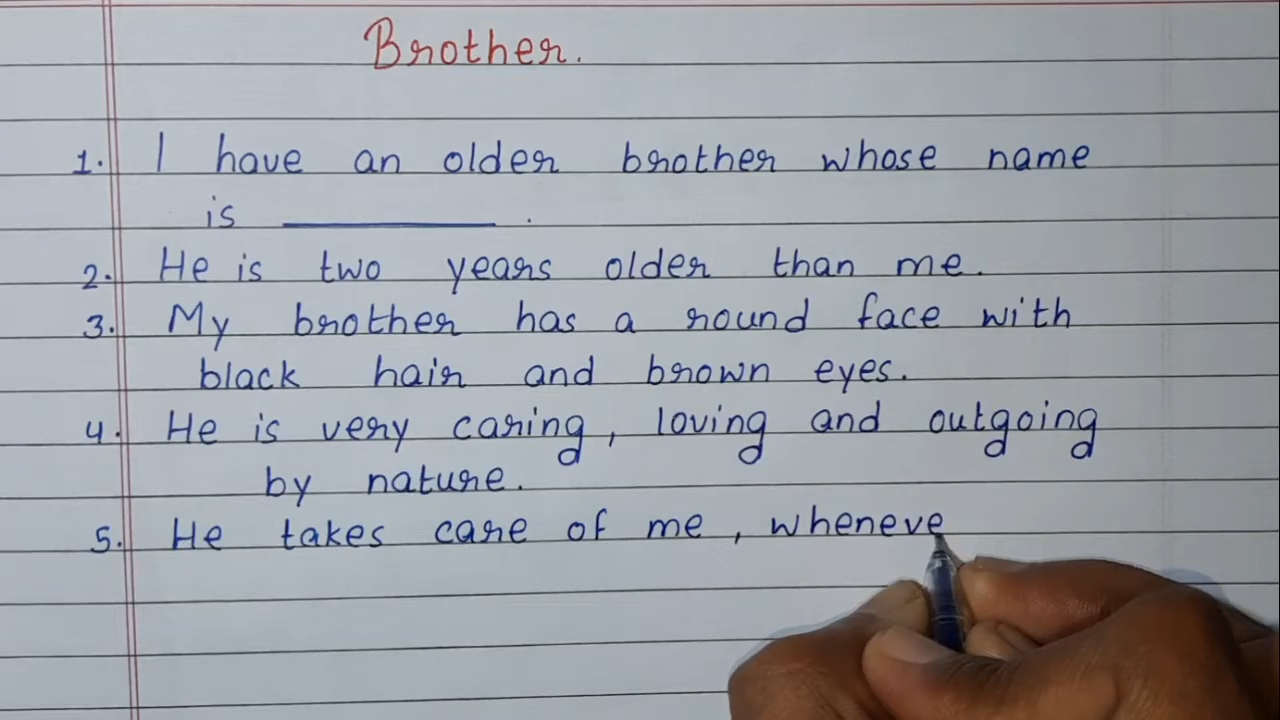 Brother.
1. I have an older brother whose name
is ________ .
2. He is two years older than me.
3. My brother has a round face with
black hair and brown eyes.
4. He is very caring, loving and outgoing
by nature.
5. He takes care of me, wheneve